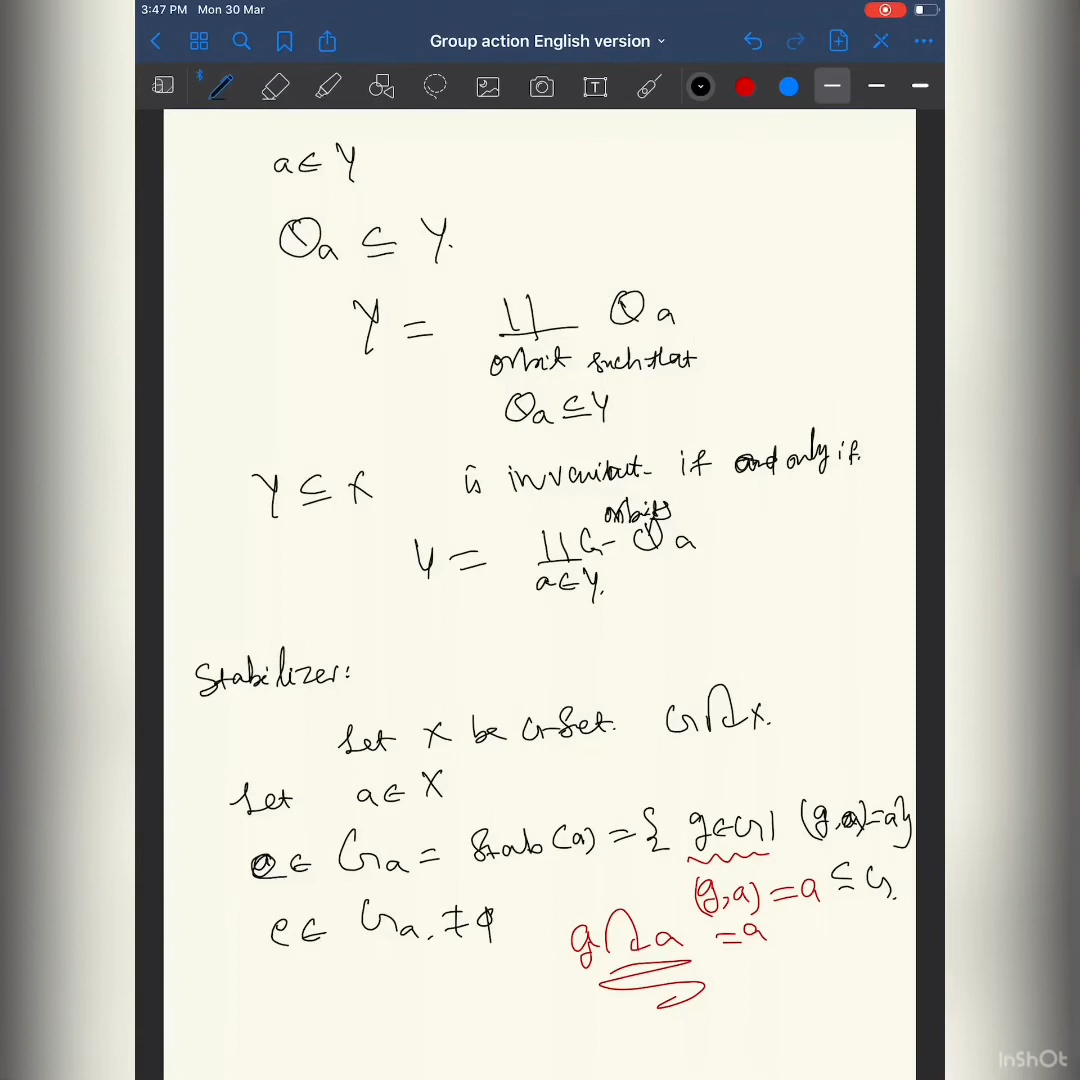 3:47 PM Mon 30 Mar
Group action English version
a ∈ Y
O_a ⊆ Y.
Y = ∐ O_a
orbit such that
O_a ⊆ Y
Y ⊆ X is invariant if and only if.
orbits
Y = ∐ G- O_a
a ∈ Y.
Stabilizer:
Let X be G-Set. G ↷ X.
Let a ∈ X
e ∈ G_a = Stab (a) = { g ∈ G | (g,a) = a }
(g,a) = a ⊆ G.
e ∈ G_a. ≠ ϕ
g ↷ a = a
InShOt